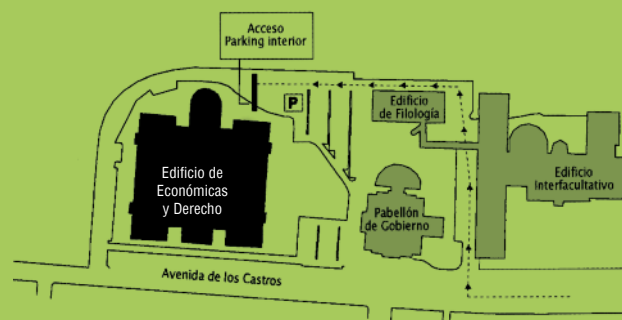 Acceso
Parking interior
P
Edificio
de Filología
Edificio de
Económicas
y Derecho
Edificio
Interfacultativo
Pabellón
de Gobierno
Avenida de los Castros